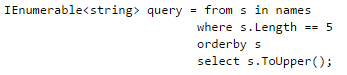 IEnumerable<string> query = from s in names
where s.Length == 5
orderby s
select s.ToUpper();